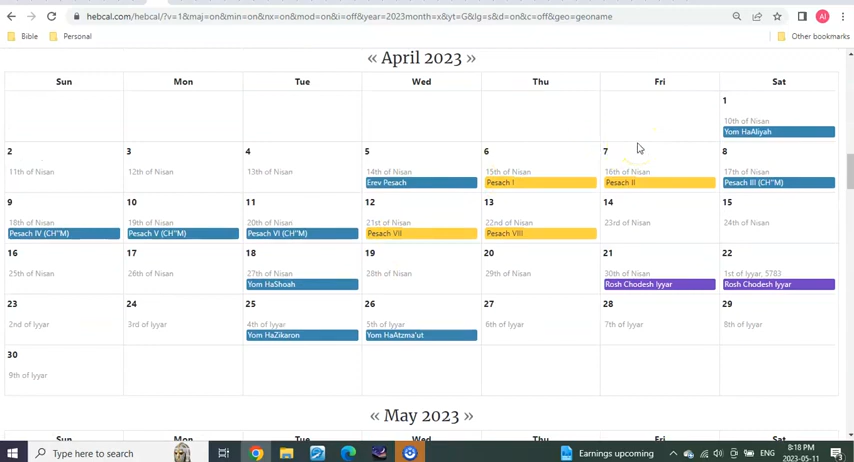 hebcal.com/hebcal/?v=1&maj=on&min=on&nx=on&mod=on&i=off&year=2023month=x&yt=G&lg=s&d=on&c=off&geo=geoname
AI
Bible Personal Other bookmarks
« April 2023 »
Sun Mon Tue Wed Thu Fri Sat
1
10th of Nisan
Yom HaAliyah
2 3 4 5 6 7 8
11th of Nisan 12th of Nisan 13th of Nisan 14th of Nisan 15th of Nisan 16th of Nisan 17th of Nisan
Erev Pesach Pesach I Pesach II Pesach III (CH"M)
9 10 11 12 13 14 15
18th of Nisan 19th of Nisan 20th of Nisan 21st of Nisan 22nd of Nisan 23rd of Nisan 24th of Nisan
Pesach IV (CH"M) Pesach V (CH"M) Pesach VI (CH"M) Pesach VII Pesach VIII
16 17 18 19 20 21 22
25th of Nisan 26th of Nisan 27th of Nisan 28th of Nisan 29th of Nisan 30th of Nisan 1st of Iyyar, 5783
Yom HaShoah Rosh Chodesh Iyyar Rosh Chodesh Iyyar
23 24 25 26 27 28 29
2nd of Iyyar 3rd of Iyyar 4th of Iyyar 5th of Iyyar 6th of Iyyar 7th of Iyyar 8th of Iyyar
Yom HaZikaron Yom HaAtzma'ut
30
9th of Iyyar
« May 2023 »
Sun Mon Tue Wed Thu Fri Sat
Type here to search Earnings upcoming ENG 8:18 PM
2023-05-11 3